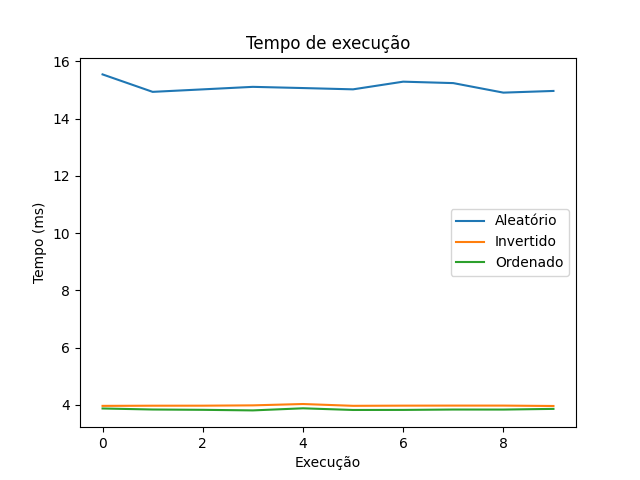 Tempo de execução
16
14
12
10
8
6
4
Tempo (ms)
Aleatório
Invertido
Ordenado
0 2 4 6 8
Execução